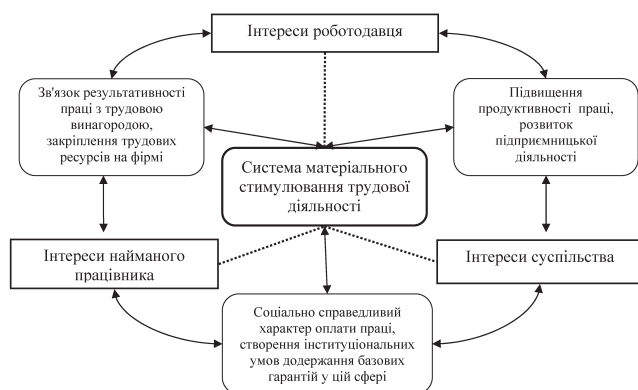 Інтереси роботодавця
Зв'язок результативності
праці з трудовою
винагородою,
закріплення трудових
ресурсів на фірмі
Підвищення
продуктивності праці,
розвиток
підприємницької
діяльності
Система матеріального
стимулювання трудової
діяльності
Інтереси найманого
працівника
Інтереси суспільства
Соціально справедливий
характер оплати праці,
створення інституціональних
умов додержання базових
гарантій у цій сфері